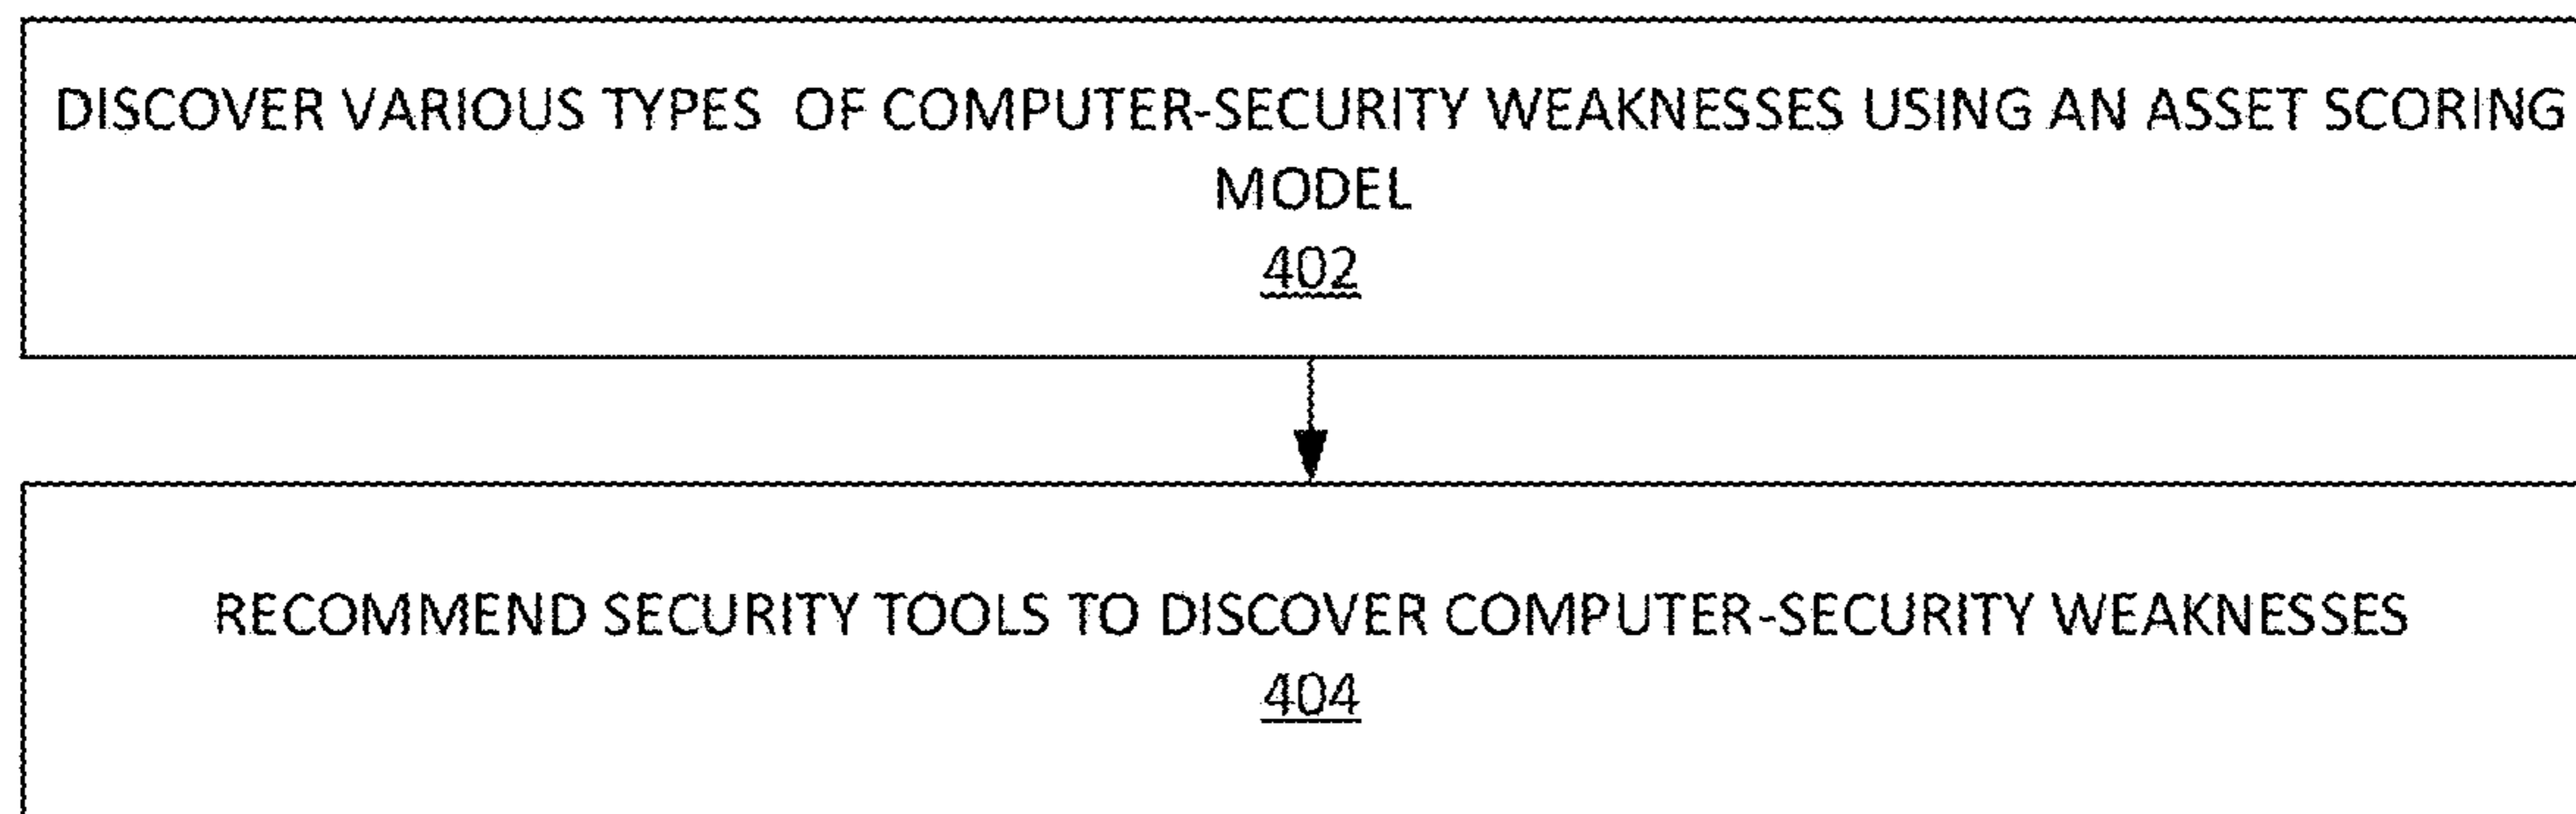 DISCOVER VARIOUS TYPES OF COMPUTER-SECURITY WEAKNESSES USING AN ASSET SCORING
MODEL
402
RECOMMEND SECURITY TOOLS TO DISCOVER COMPUTER-SECURITY WEAKNESSES
404